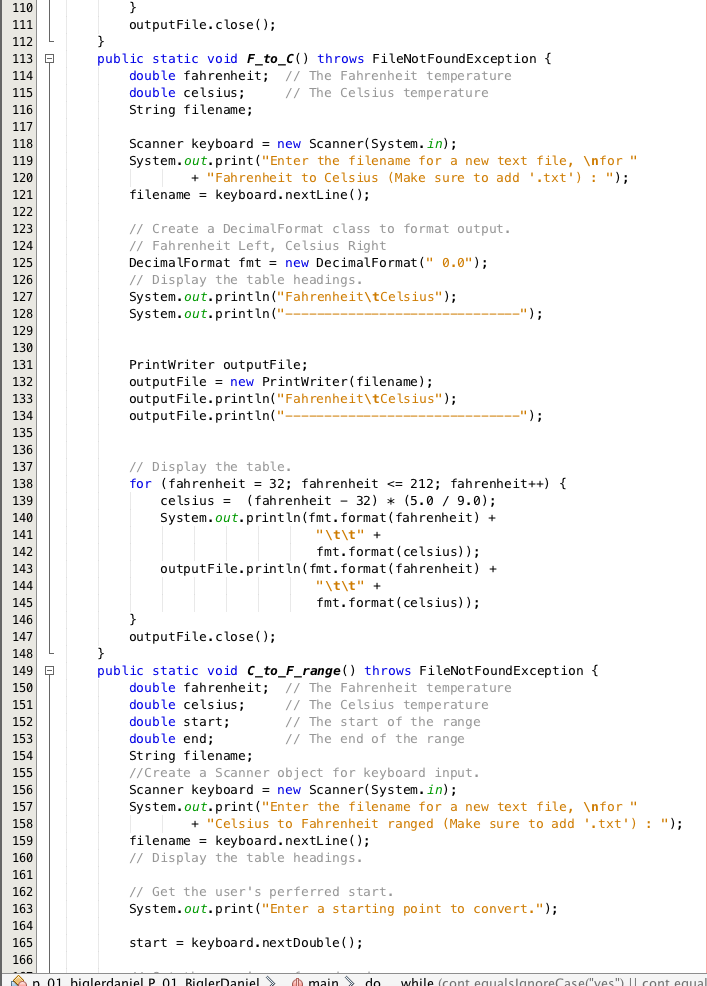 110 }
111 outputFile.close();
112 }
113 public static void F_to_C() throws FileNotFoundException {
114 double fahrenheit; // The Fahrenheit temperature
115 double celsius; // The Celsius temperature
116 String filename;
117
118 Scanner keyboard = new Scanner(System.in);
119 System.out.print("Enter the filename for a new text file, \nfor "
120 + "Fahrenheit to Celsius (Make sure to add '.txt') : ");
121 filename = keyboard.nextLine();
122
123 // Create a DecimalFormat class to format output.
124 // Fahrenheit Left, Celsius Right
125 DecimalFormat fmt = new DecimalFormat(" 0.0");
126 // Display the table headings.
127 System.out.println("Fahrenheit\tCelsius");
128 System.out.println("------------------------------");
129
130
131 PrintWriter outputFile;
132 outputFile = new PrintWriter(filename);
133 outputFile.println("Fahrenheit\tCelsius");
134 outputFile.println("------------------------------");
135
136
137 // Display the table.
138 for (fahrenheit = 32; fahrenheit <= 212; fahrenheit++) {
139 celsius =  (fahrenheit - 32) * (5.0 / 9.0);
140 System.out.println(fmt.format(fahrenheit) +
141 "\t\t" +
142 fmt.format(celsius));
143 outputFile.println(fmt.format(fahrenheit) +
144 "\t\t" +
145 fmt.format(celsius));
146 }
147 outputFile.close();
148 }
149 public static void C_to_F_range() throws FileNotFoundException {
150 double fahrenheit; // The Fahrenheit temperature
151 double celsius; // The Celsius temperature
152 double start; // The start of the range
153 double end; // The end of the range
154 String filename;
155 //Create a Scanner object for keyboard input.
156 Scanner keyboard = new Scanner(System.in);
157 System.out.print("Enter the filename for a new text file, \nfor "
158 + "Celsius to Fahrenheit ranged (Make sure to add '.txt') : ");
159 filename = keyboard.nextLine();
160 // Display the table headings.
161
162 // Get the user's perferred start.
163 System.out.print("Enter a starting point to convert.");
164
165 start = keyboard.nextDouble();
166
p_01_biglerdaniel.P_01_BiglerDaniel main do ... while (cont.equalsIgnoreCase("yes") || cont.equal